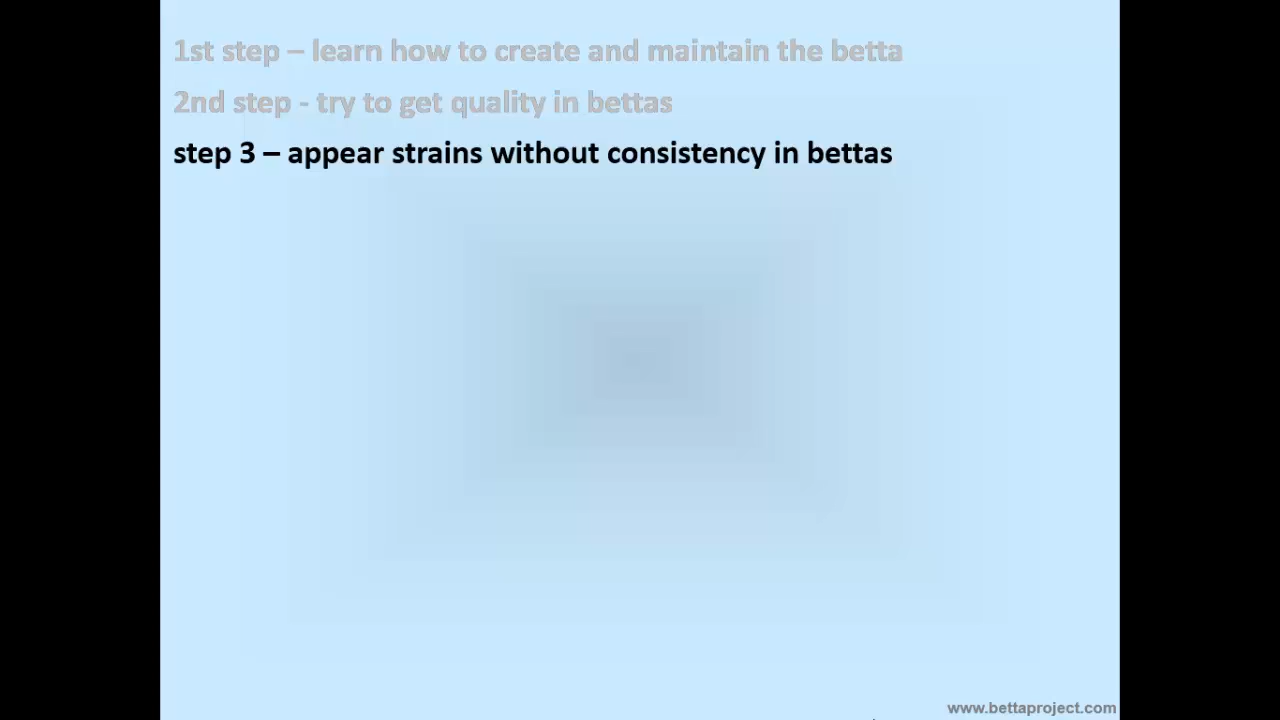 1st step – learn how to create and maintain the betta
2nd step - try to get quality in bettas
step 3 – appear strains without consistency in bettas
www.bettaproject.com